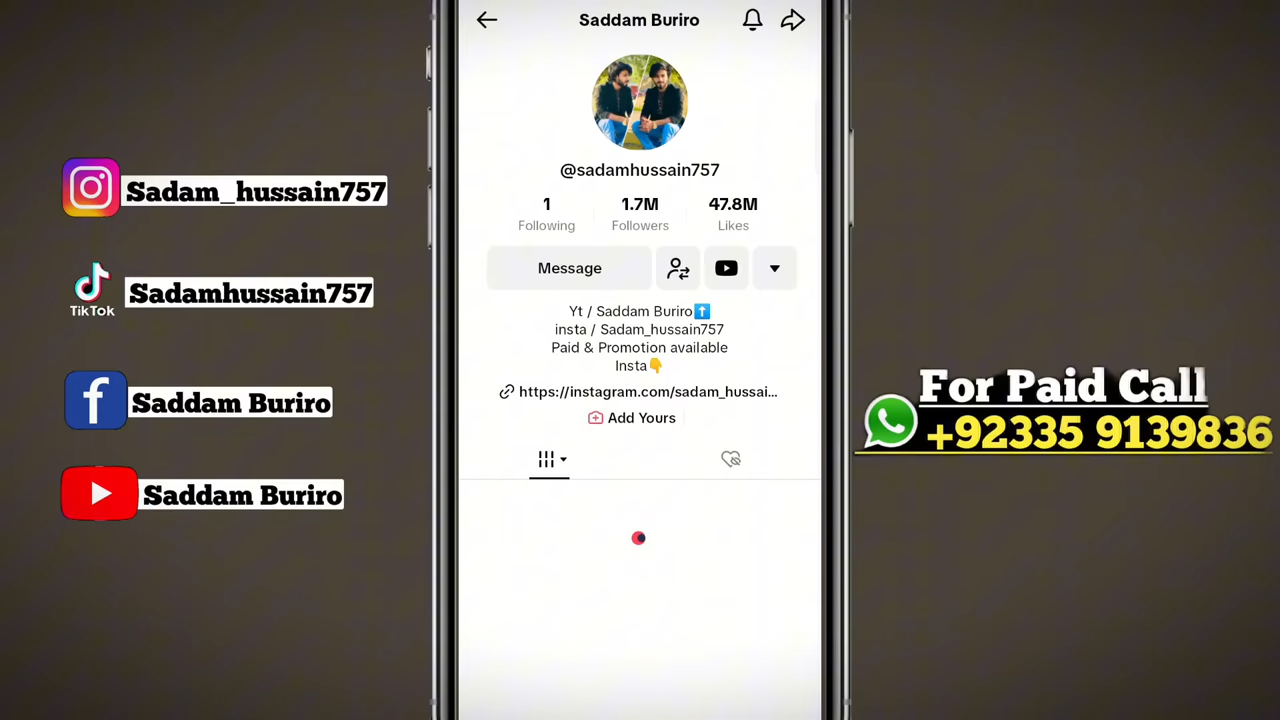 Saddam Buriro
@sadamhussain757
1 1.7M 47.8M
Following Followers Likes
Message
Yt / Saddam Buriro⬆️
insta / Sadam_hussain757
Paid & Promotion available
Insta👇
https://instagram.com/sadam_hussai...
Add Yours
Sadam_hussain757
TikTok
Sadamhussain757
Saddam Buriro
Saddam Buriro
For Paid Call
+92335 9139836